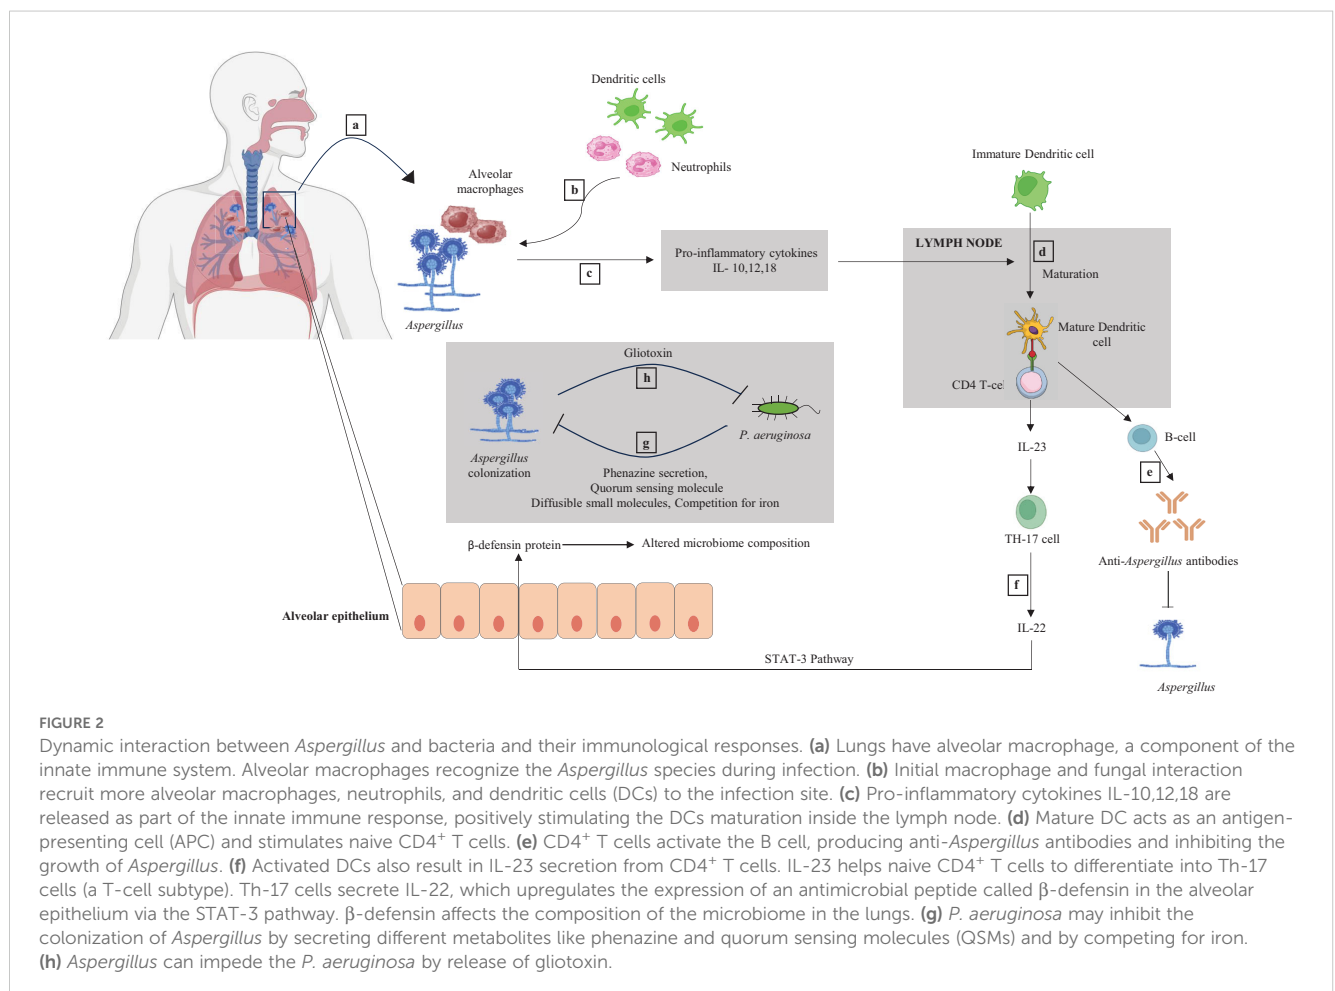 Dendritic cells
a
Neutrophils
Alveolar
macrophages
b
Immature Dendritic cell
LYMPH NODE
d
Maturation
Pro-inflammatory cytokines
IL- 10,12,18
c
Aspergillus
Mature Dendritic
cell
CD4 T-cel
Gliotoxin
h
P. aeruginosa
g
Aspergillus
colonization
Phenazine secretion,
Quorum sensing molecule
Diffusible small molecules, Competition for iron
B-cell
IL-23
e
TH-17 cell
Anti-Aspergillus antibodies
β-defensin protein
Altered microbiome composition
f
Alveolar epithelium
IL-22
STAT-3 Pathway
Aspergillus
FIGURE 2
Dynamic interaction between Aspergillus and bacteria and their immunological responses. (a) Lungs have alveolar macrophage, a component of the
innate immune system. Alveolar macrophages recognize the Aspergillus species during infection. (b) Initial macrophage and fungal interaction
recruit more alveolar macrophages, neutrophils, and dendritic cells (DCs) to the infection site. (c) Pro-inflammatory cytokines IL-10,12,18 are
released as part of the innate immune response, positively stimulating the DCs maturation inside the lymph node. (d) Mature DC acts as an antigen-
presenting cell (APC) and stimulates naive CD4⁺ T cells. (e) CD4⁺ T cells activate the B cell, producing anti-Aspergillus antibodies and inhibiting the
growth of Aspergillus. (f) Activated DCs also result in IL-23 secretion from CD4⁺ T cells. IL-23 helps naive CD4⁺ T cells to differentiate into Th-17
cells (a T-cell subtype). Th-17 cells secrete IL-22, which upregulates the expression of an antimicrobial peptide called β-defensin in the alveolar
epithelium via the STAT-3 pathway. β-defensin affects the composition of the microbiome in the lungs. (g) P. aeruginosa may inhibit the
colonization of Aspergillus by secreting different metabolites like phenazine and quorum sensing molecules (QSMs) and by competing for iron.
(h) Aspergillus can impede the P. aeruginosa by release of gliotoxin.